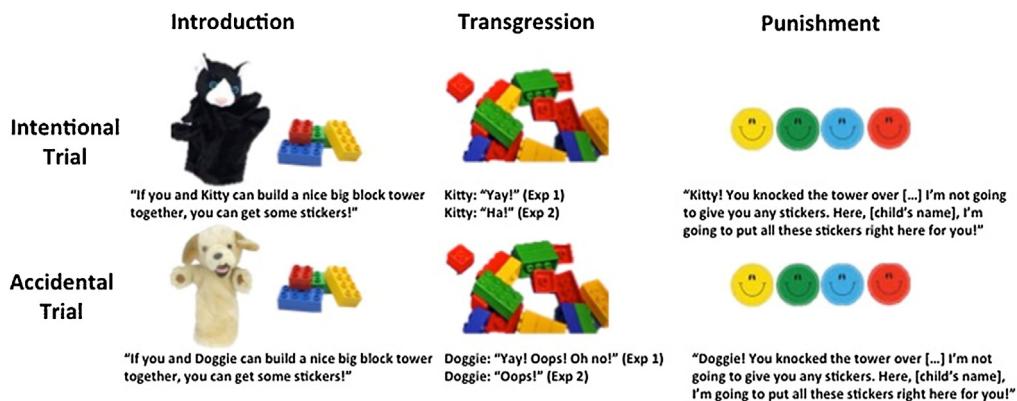 Introduction
Transgression
Punishment
Intentional
Trial
“If you and Kitty can build a nice big block tower
together, you can get some stickers!”
Kitty: “Yay!” (Exp 1)
Kitty: “Ha!” (Exp 2)
“Kitty! You knocked the tower over [...] I’m not going
to give you any stickers. Here, [child’s name], I’m
going to put all these stickers right here for you!”
Accidental
Trial
“If you and Doggie can build a nice big block tower
together, you can get some stickers!”
Doggie: “Yay! Oops! Oh no!” (Exp 1)
Doggie: “Oops!” (Exp 2)
“Doggie! You knocked the tower over [...] I’m not
going to give you any stickers. Here, [child’s name],
I’m going to put all these stickers right here for you!”